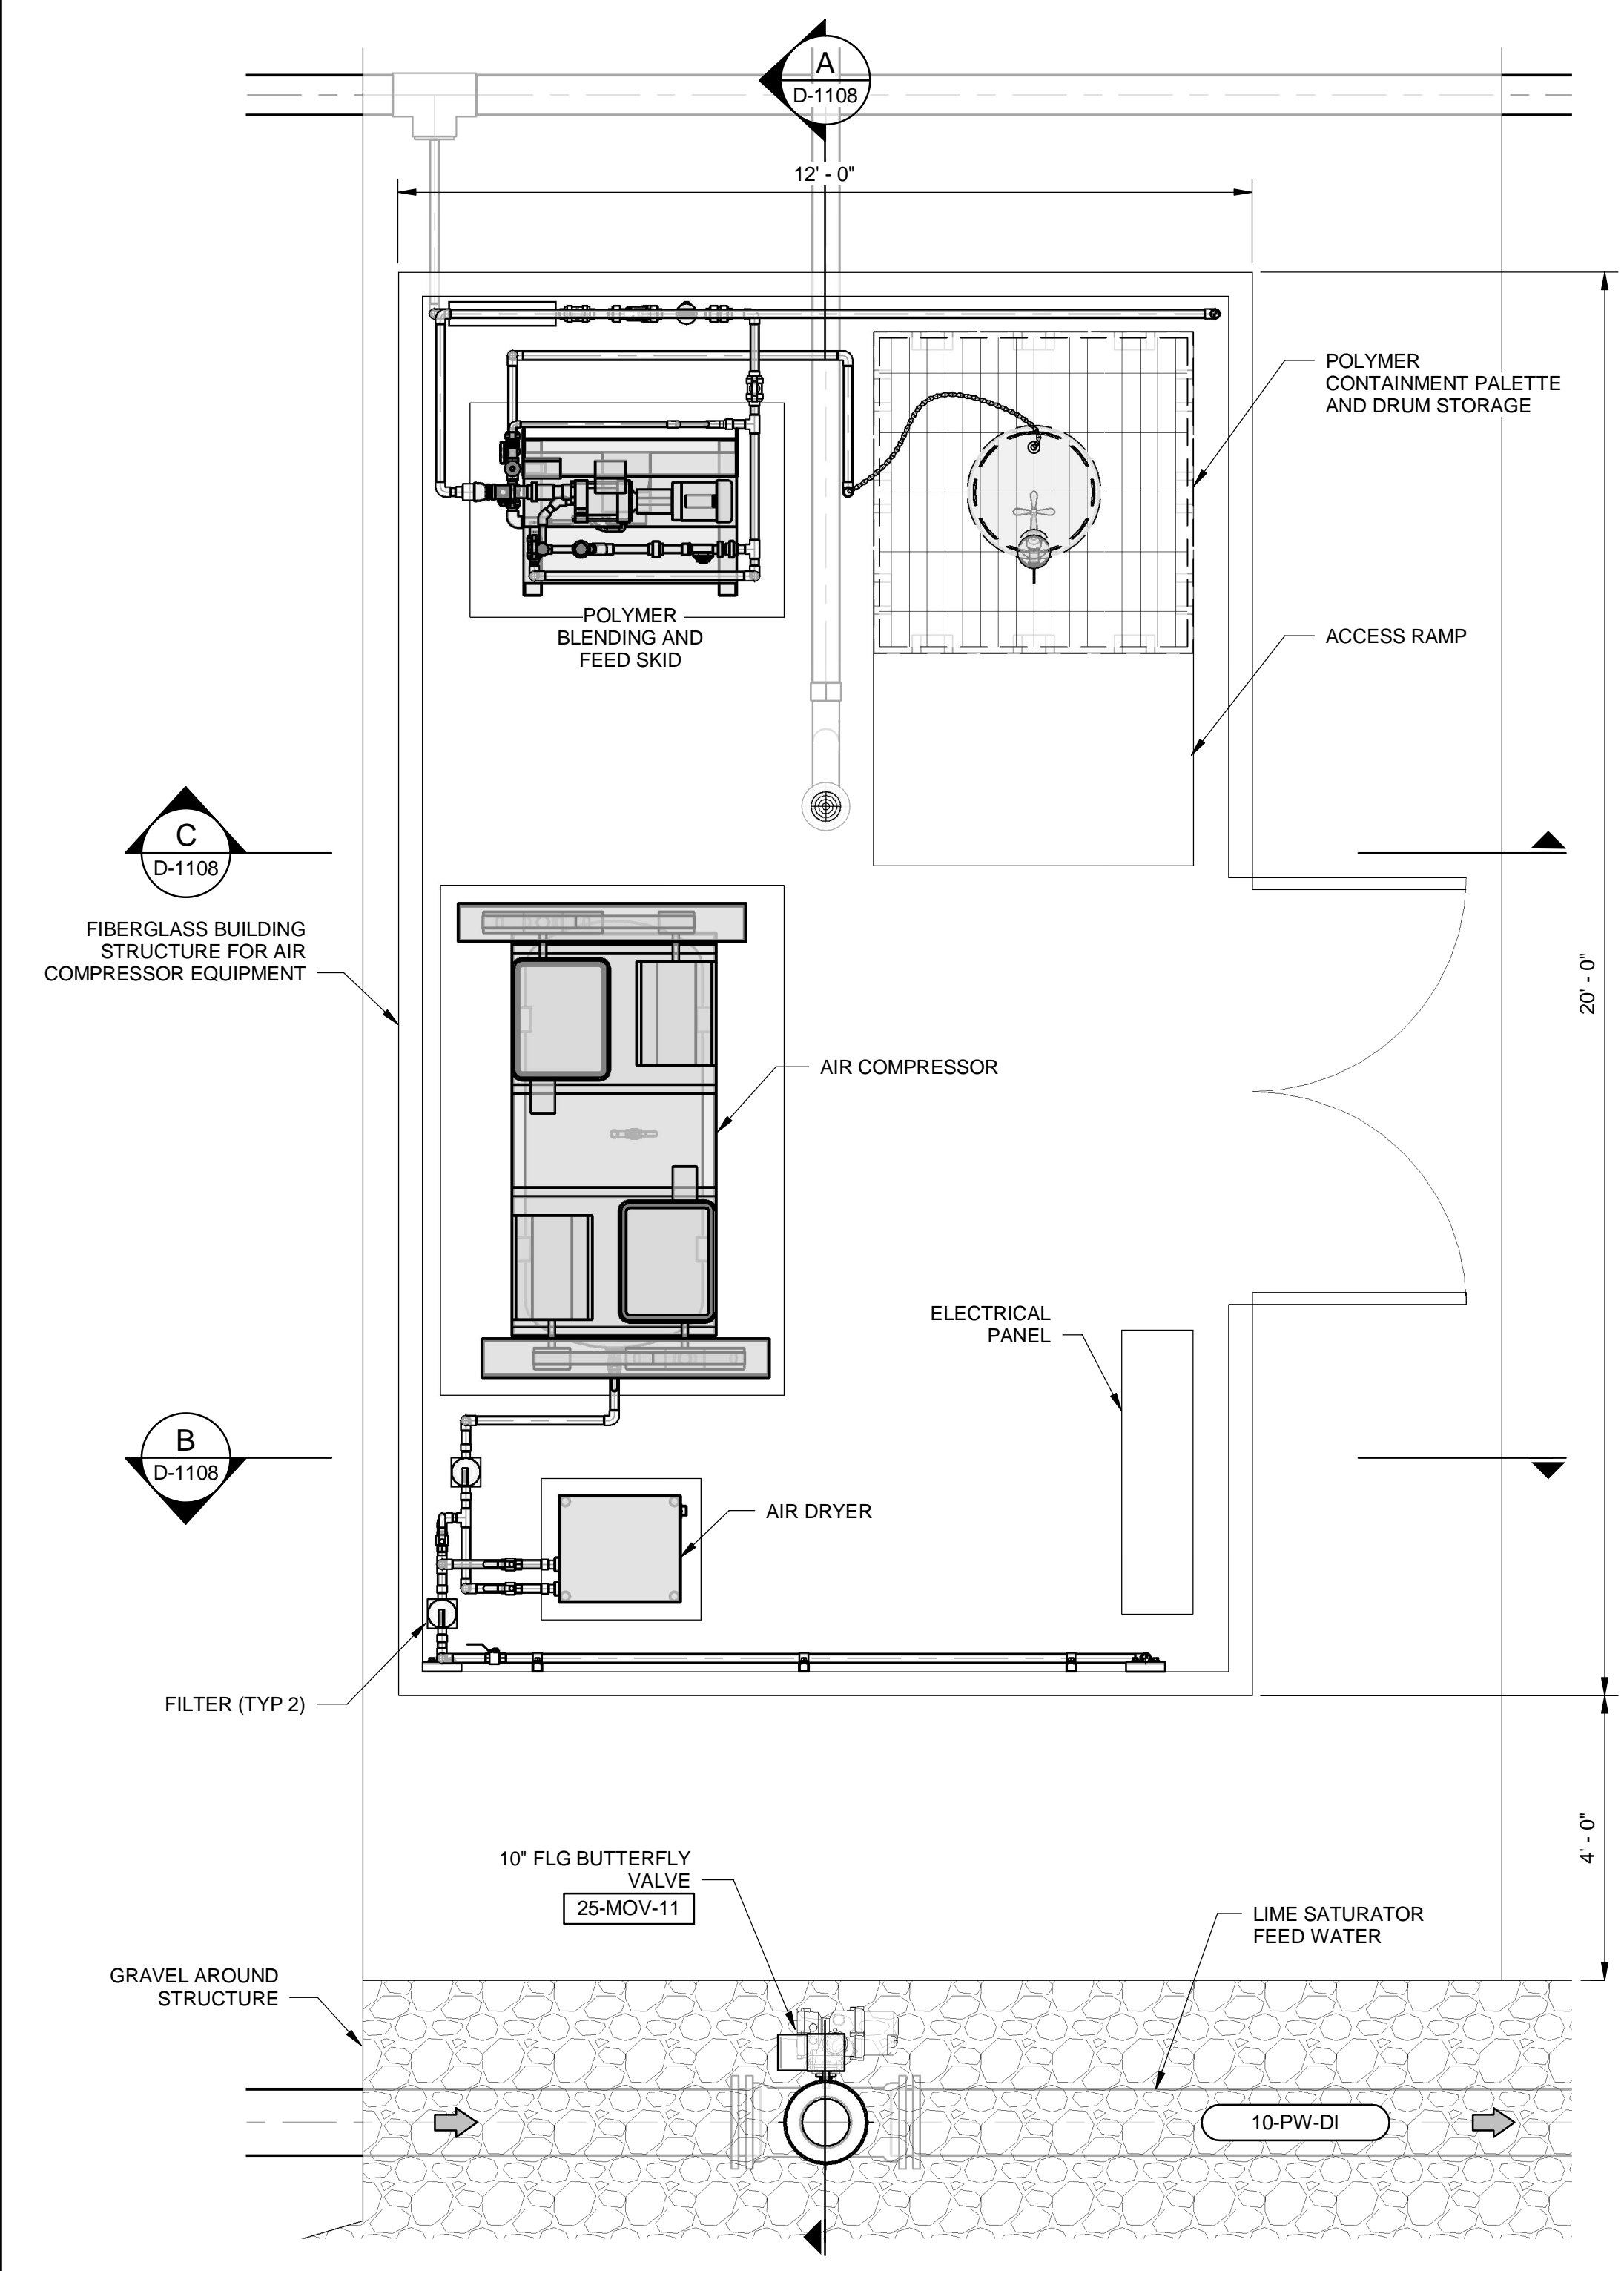 A
D-1108
12' - 0"
POLYMER
CONTAINMENT PALETTE
AND DRUM STORAGE
POLYMER
BLENDING AND
FEED SKID
ACCESS RAMP
C
D-1108
FIBERGLASS BUILDING
STRUCTURE FOR AIR
COMPRESSOR EQUIPMENT
20' - 0"
AIR COMPRESSOR
ELECTRICAL
PANEL
B
D-1108
AIR DRYER
FILTER (TYP 2)
4' - 0"
10" FLG BUTTERFLY
VALVE
25-MOV-11
LIME SATURATOR
FEED WATER
GRAVEL AROUND
STRUCTURE
10-PW-DI